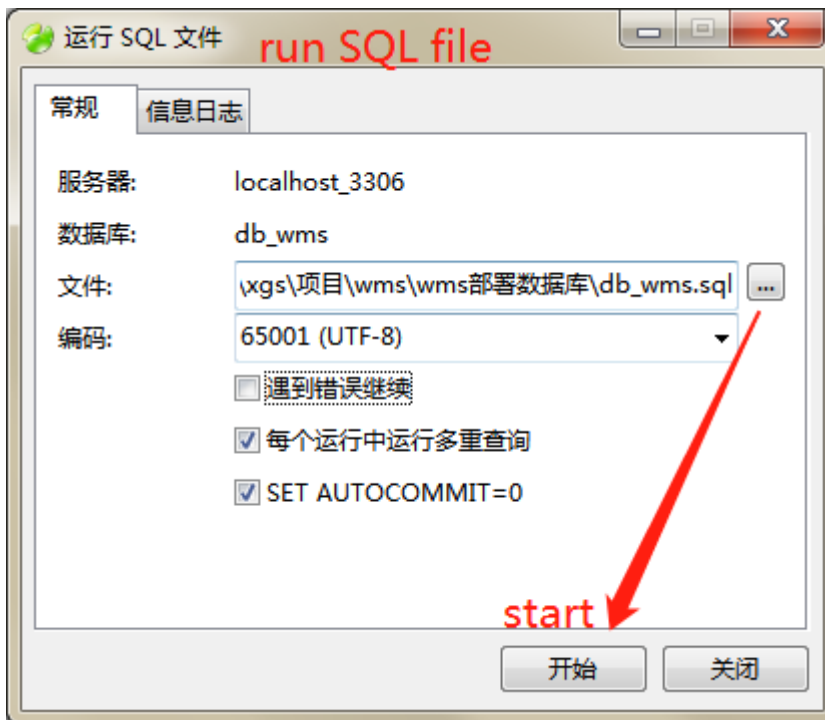 运行 SQL 文件 run SQL file
常规 信息日志
服务器: localhost_3306
数据库: db_wms
文件: \xgs\项目\wms\wms部署数据库\db_wms.sql ...
编码: 65001 (UTF-8)
遇到错误继续
每个运行中运行多重查询
SET AUTOCOMMIT=0
start
开始 关闭